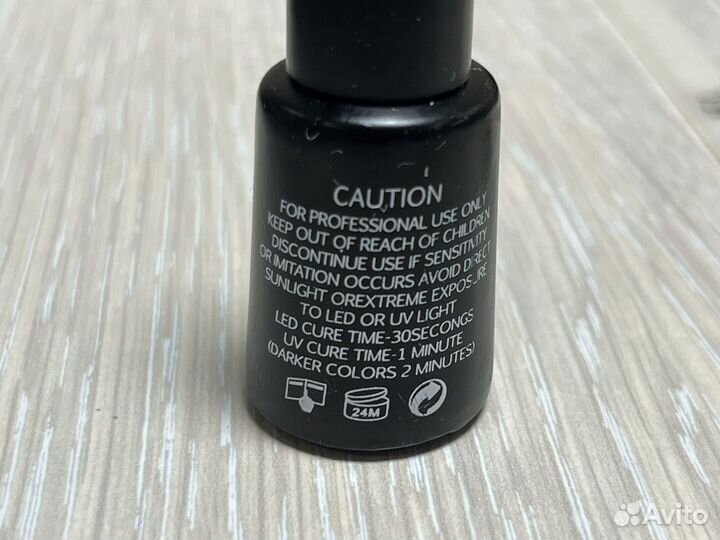 CAUTION
FOR PROFESSIONAL USE ONLY
KEEP OUT OF REACH OF CHILDREN
DISCONTINUE USE IF SENSITIVITY
OR IMITATION OCCURS AVOID DIRECT
SUNLIGHT OREXTREME EXPOSURE
TO LED OR UV LIGHT
LED CURE TIME-30SECONGS
UV CURE TIME-1 MINUTE
(DARKER COLORS 2 MINUTES)
24M
Avito